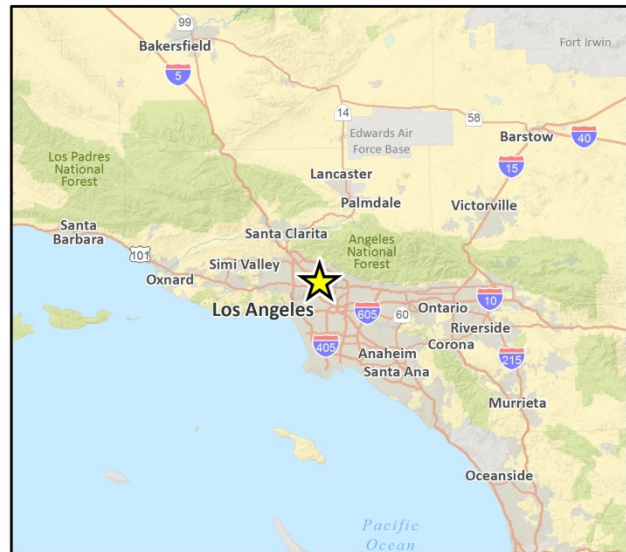 99
Bakersfield
Fort Irwin
5
14
58
Edwards Air
Force Base
Barstow
40
Los Padres
National
Forest
Lancaster
15
Palmdale
Victorville
Santa
Barbara
Santa Clarita
Angeles
National
Forest
101
Simi Valley
Oxnard
Los Angeles
605
60
Ontario
10
Riverside
Corona
405
Anaheim
215
Santa Ana
Murrieta
Oceanside
Pacific
Ocean